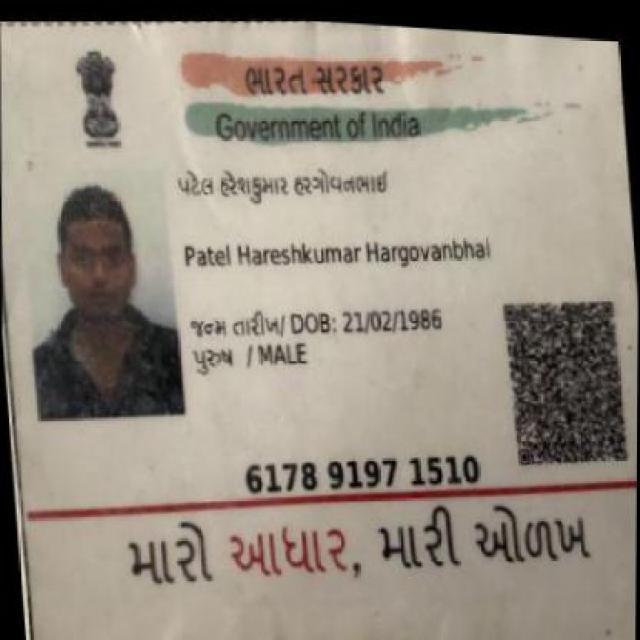 ભારત સરકાર
Government of India
પટેલ હરેશકુમાર હરગોવનભાઈ
Patel Hareshkumar Hargovanbhai
જન્મ તારીખ/ DOB: 21/02/1986
પુરુષ / MALE
6178 9197 1510
મારો આધાર, મારી ઓળખ